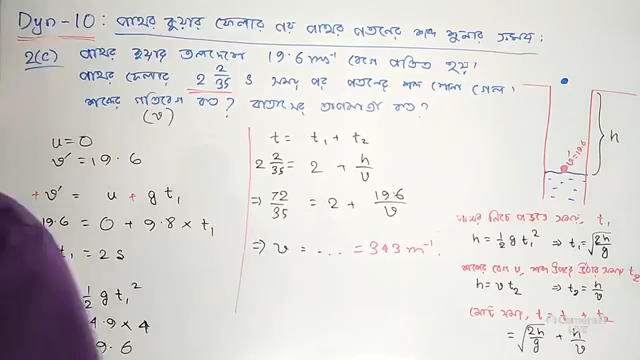 Dyn-10: পাথর কুয়ায় ফেলার পর পাথর পতনের শব্দ শুনার সময়:
2(c) পাথর কুয়ার তলদেশে 19.6 ms⁻¹ বেগে পতিত হয়।
পাথর ফেলার 2 2/35 s সময় পর পতনের শব্দ শোনা গেল।
শব্দের গতিবেগ কত? বাতাসের তাপমাত্রা কত?
(v)
u = 0
v' = 19.6
+v' = u + g t₁
19.6 = 0 + 9.8 × t₁
t₁ = 2 s
1/2 g t₁²
4.9 × 4
9.6
t = t₁ + t₂
2 2/35 = 2 + h/v
⇒ 72/35 = 2 + 19.6/v
⇒ v = ... = 343 m⁻¹.
h
v' = 19.6
পাথর নিচে পড়তে সময়, t₁
h = 1/2 g t₁² ⇒ t₁ = √(2h/g)
শব্দের বেগ v, শব্দ উপরে উঠার সময় t₂
h = v t₂ ⇒ t₂ = h/v
মোট সময়, t = t₁ + t₂
= √(2h/g) + h/v